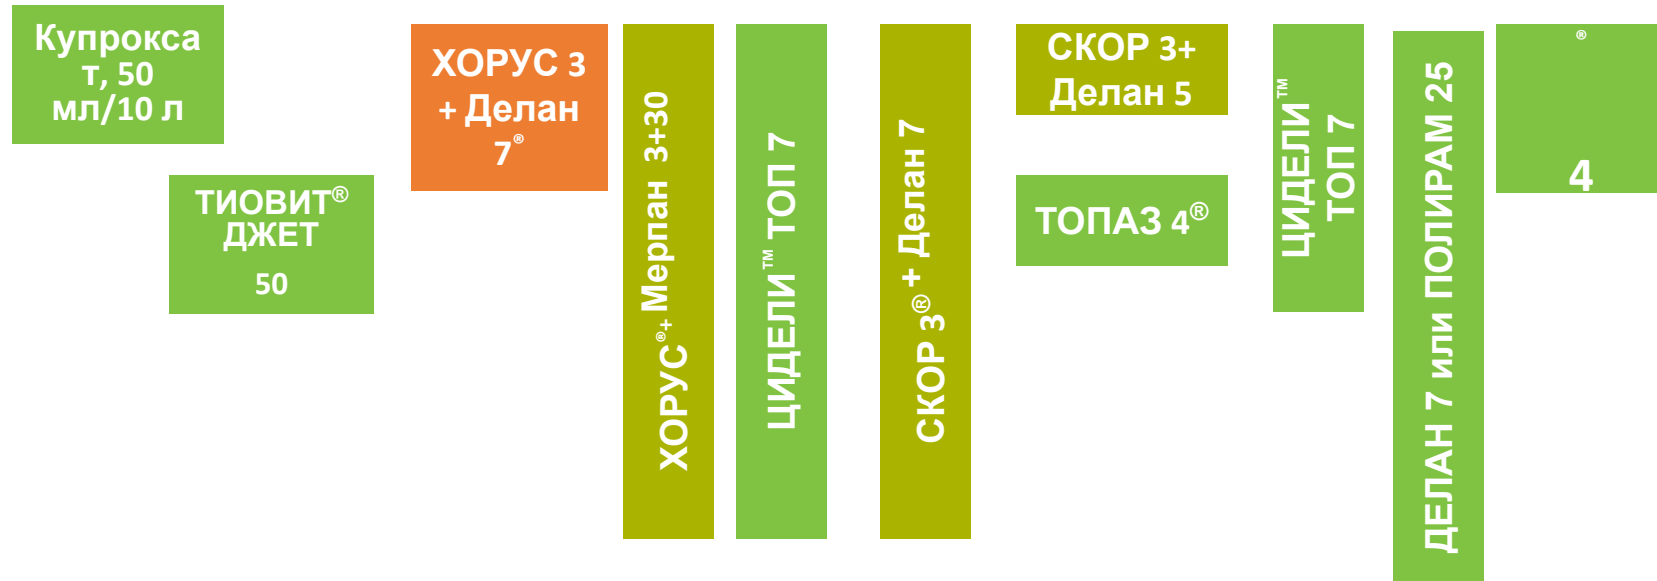 Купрокса
т, 50
мл/10 л
ТИОВИТ®
ДЖЕТ
50
ХОРУС 3
+ Делан
7®
ХОРУС®+ Мерпан 3+30
ЦИДЕЛИ™ ТОП 7
СКОР 3® + Делан 7
СКОР 3+
Делан 5
ТОПАЗ 4®
ЦИДЕЛИ™
ТОП 7
ДЕЛАН 7 или ПОЛИРАМ 25
®
4